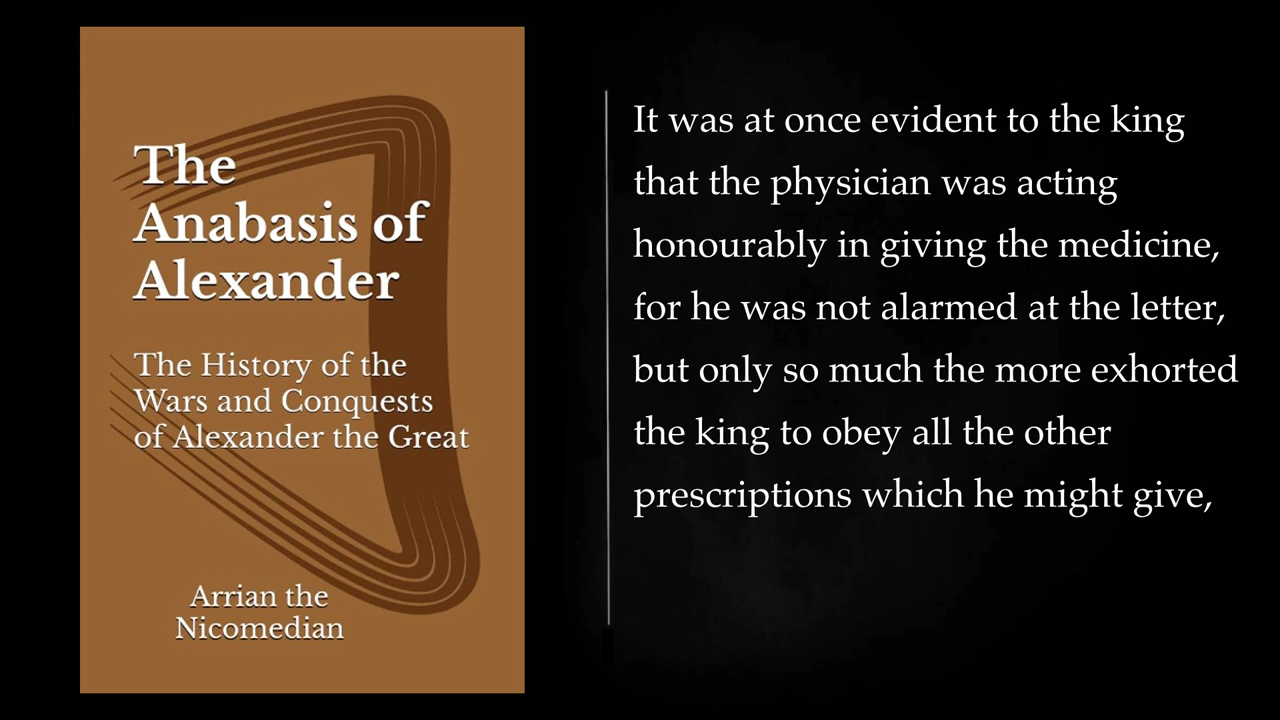 The
Anabasis of
Alexander
The History of the
Wars and Conquests
of Alexander the Great
Arrian the
Nicomedian
It was at once evident to the king
that the physician was acting
honourably in giving the medicine,
for he was not alarmed at the letter,
but only so much the more exhorted
the king to obey all the other
prescriptions which he might give,